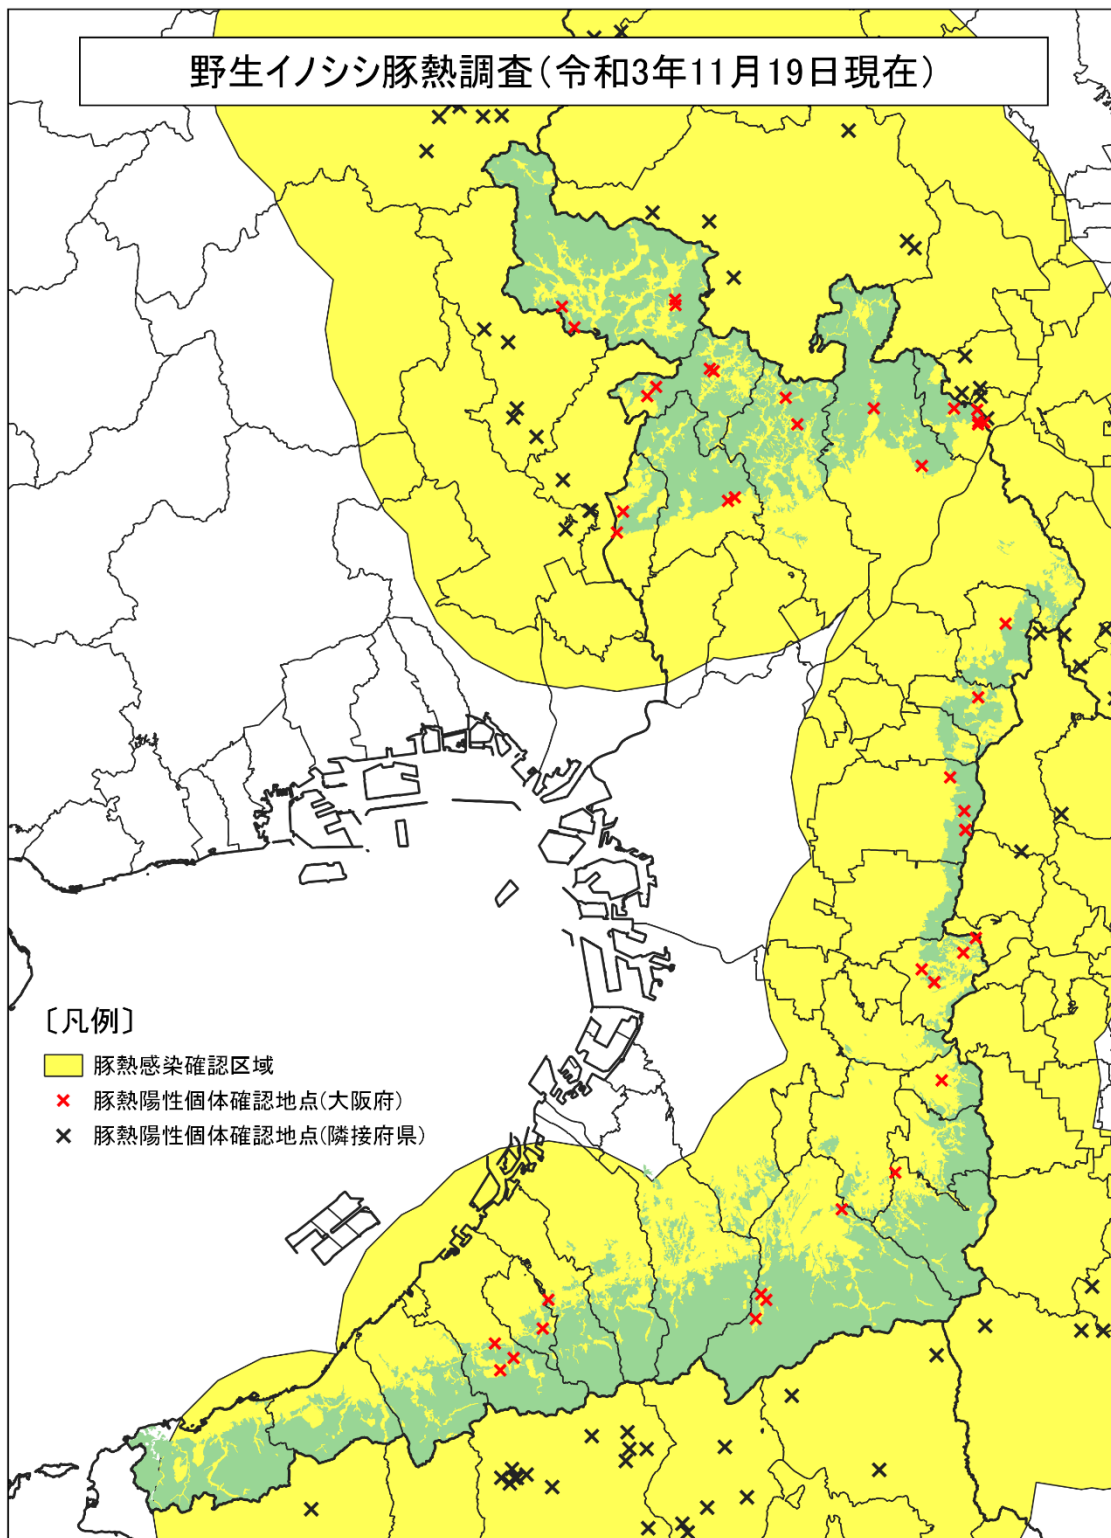 野生イノシシ豚熱調査(令和3年11月19日現在)
〔凡例〕
豚熱感染確認区域
豚熱陽性個体確認地点(大阪府)
豚熱陽性個体確認地点(隣接府県)